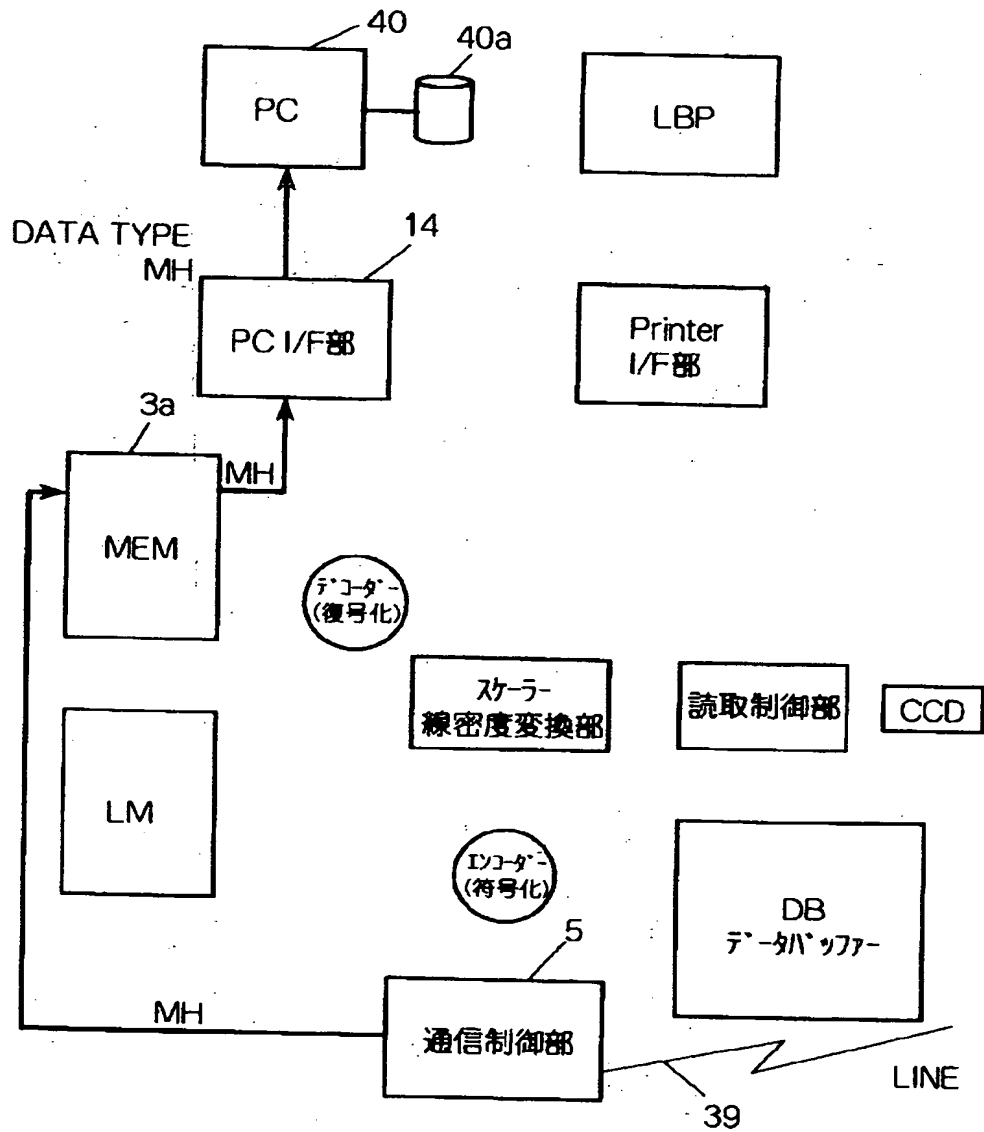 40
40a
PC
LBP
DATA TYPE
MH
14
PC I/F部
Printer
I/F部
3a
MH
MEM
デコーダー
(復号化)
スケーラー
線密度変換部
読取制御部
CCD
LM
エンコーダー
(符号化)
DB
データバッファー
5
MH
通信制御部
LINE
39